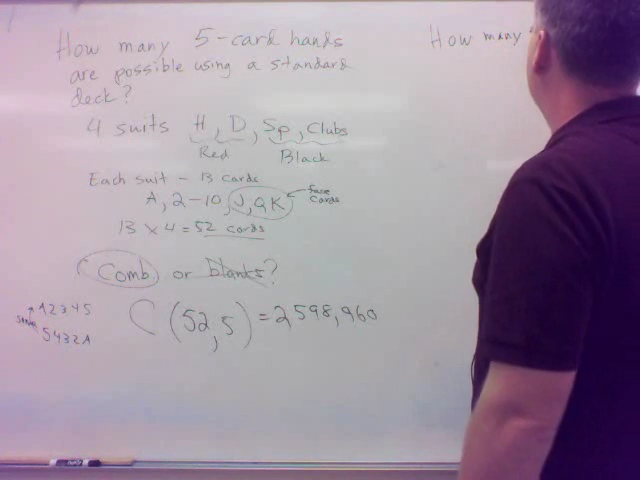 How many 5-card hands
are possible using a standard
deck?
4 suits H, D, Sp, Clubs
Red Black
Each suit - 13 cards
A, 2-10, J, Q K ← face cards
13 x 4 = 52 cards
Comb or blanks?
C(52,5) = 2,598,960
same A2345
5432A
How many